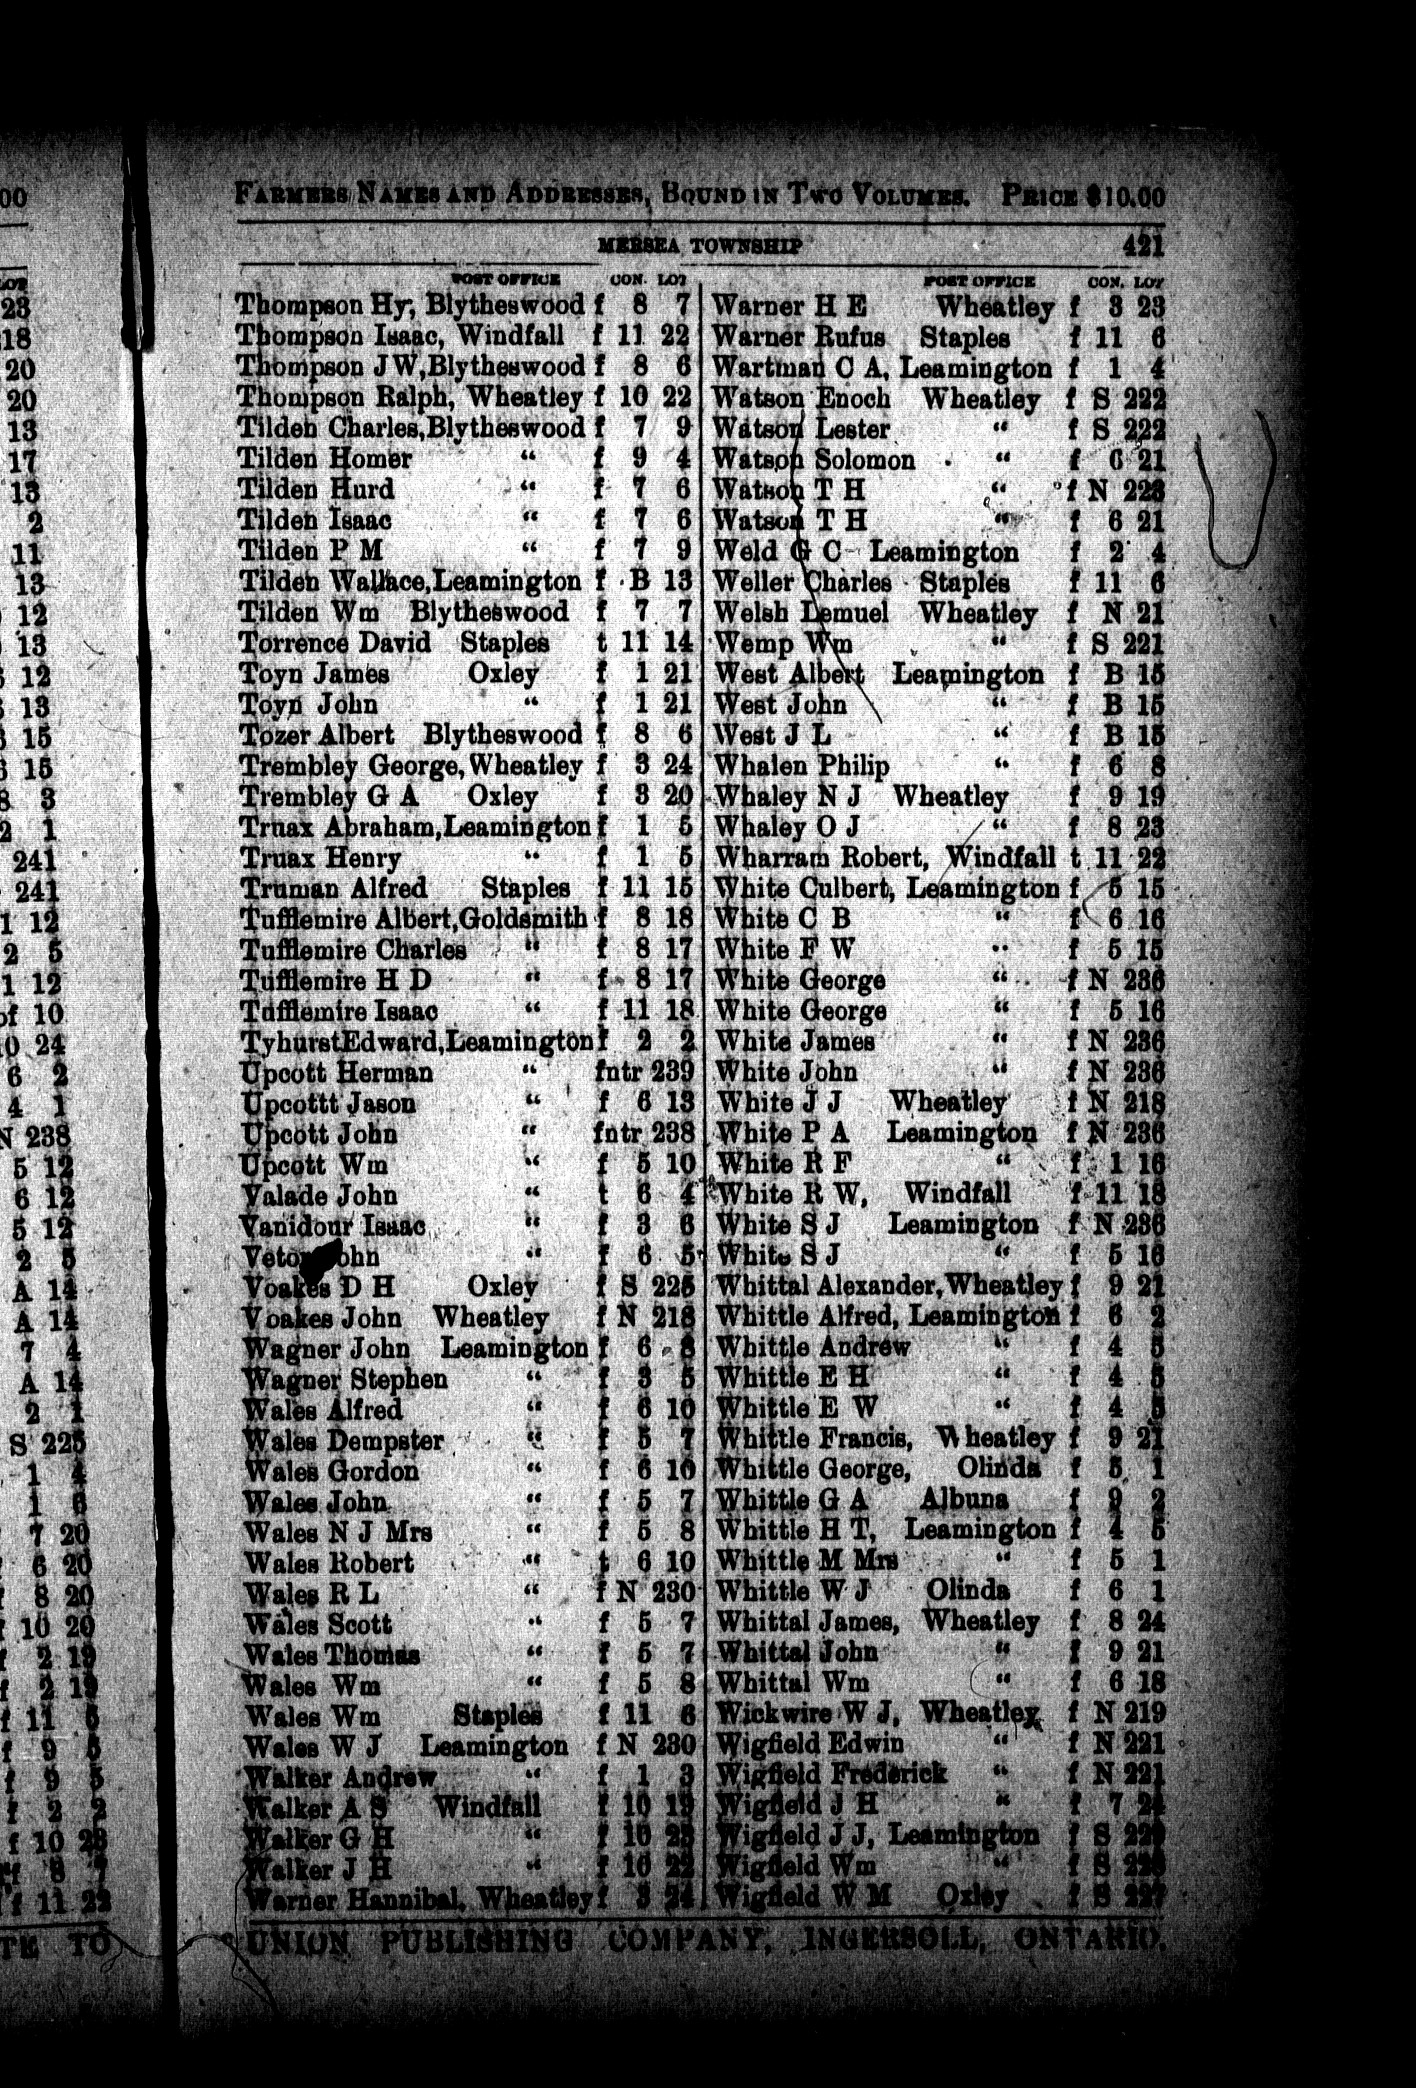 FARMERS NAMES AND ADDRESSES, BOUND IN TWO VOLUMES. PRICE $10.00
MERSEA TOWNSHIP 421
POST OFFICE CON. LOT
Thompson Hy, Blytheswood f 8 7
Thompson Isaac, Windfall f 11 22
Thompson J W, Blytheswood f 8 6
Thompson Ralph, Wheatley f 10 22
Tilden Charles, Blytheswood f 7 9
Tilden Homer “ f 9 4
Tilden Hurd “ f 7 6
Tilden Isaac “ f 7 6
Tilden P M “ f 7 9
Tilden Wallace, Leamington f B 13
Tilden Wm Blytheswood f 7 7
Torrence David Staples t 11 14
Toyn James Oxley f 1 21
Toyn John “ f 1 21
Tozer Albert Blytheswood f 8 6
Trembley George, Wheatley f 3 24
Trembley G A Oxley f 3 20
Truax Abraham, Leamington f 1 5
Truax Henry “ f 1 5
Truman Alfred Staples f 11 15
Tufflemire Albert, Goldsmith f 8 18
Tufflemire Charles “ f 8 17
Tufflemire H D “ f 8 17
Tufflemire Isaac “ f 11 18
Tyhurst Edward, Leamington f 2 2
Upcott Herman “ fntr 239
Upcottt Jason “ f 6 13
Upcott John “ fntr 238
Upcott Wm “ f 5 10
Valade John “ t 6 4
Vanidour Isaac “ f 3 6
John “ f 6 5
Voakes D H Oxley f S 225
Voakes John Wheatley f N 218
Wagner John Leamington f 6 8
Wagner Stephen “ f 3 5
Wales Alfred “ f 6 10
Wales Dempster “ f 5 7
Wales Gordon “ f 6 10
Wales John “ f 5 7
Wales N J Mrs “ f 5 8
Wales Robert “ t 6 10
Wales R L “ f N 230
Wales Scott “ f 5 7
Wales Thomas “ f 5 7
Wales Wm “ f 5 8
Wales Wm Staples f 11 6
Wales W J Leamington f N 230
Walker Andrew “ f 1 3
Walker A S Windfall f 10 19
Walker G H “ f 10 23
Walker J H “ f 10 22
Warner Hannibal, Wheatley f 3 24
POST OFFICE CON. LOT
Warner H E Wheatley f 3 23
Warner Rufus Staples f 11 6
Wartman C A, Leamington f 1 4
Watson Enoch Wheatley f S 222
Watson Lester “ f S 222
Watson Solomon “ f 6 21
Watson T H “ f N 223
Watson T H “ f 6 21
Weld G C Leamington f 2 4
Weller Charles Staples f 11 6
Welsh Lemuel Wheatley f N 21
Wemp Wm “ f S 221
West Albert Leamington f B 15
West John “ f B 15
West J L “ f B 15
Whalen Philip “ f 6 8
Whaley N J Wheatley f 9 19
Whaley O J “ f 8 23
Wharram Robert, Windfall t 11 22
White Culbert, Leamington f 5 15
White C B “ f 6 16
White F W “ f 5 15
White George “ f N 236
White George “ f 5 16
White James “ f N 236
White John “ f N 236
White J J Wheatley f N 218
White P A Leamington f N 236
White R F “ f 1 16
White R W, Windfall f 11 18
White S J Leamington f N 236
White S J “ f 5 16
Whittal Alexander, Wheatley f 9 21
Whittle Alfred, Leamington f 6 2
Whittle Andrew “ f 4 5
Whittle E H “ f 4 5
Whittle E W “ f 4 5
Whittle Francis, Wheatley f 9 21
Whittle George, Olinda f 5 1
Whittle G A Albuna f 9 2
Whittle H T, Leamington f 4 5
Whittle M Mrs “ f 5 1
Whittle W J Olinda f 6 1
Whittal James, Wheatley f 8 24
Whittal John “ f 9 21
Whittal Wm “ f 6 18
Wickwire W J, Wheatley f N 219
Wigfield Edwin “ f N 221
Wigfield Frederick “ f N 221
Wigfield J H “ f 7 24
Wigfield J J, Leamington f S
Wigfield Wm “ f S
Wigfield W M Oxley f S 227
UNION PUBLISHING COMPANY, INGERSOLL, ONTARIO.